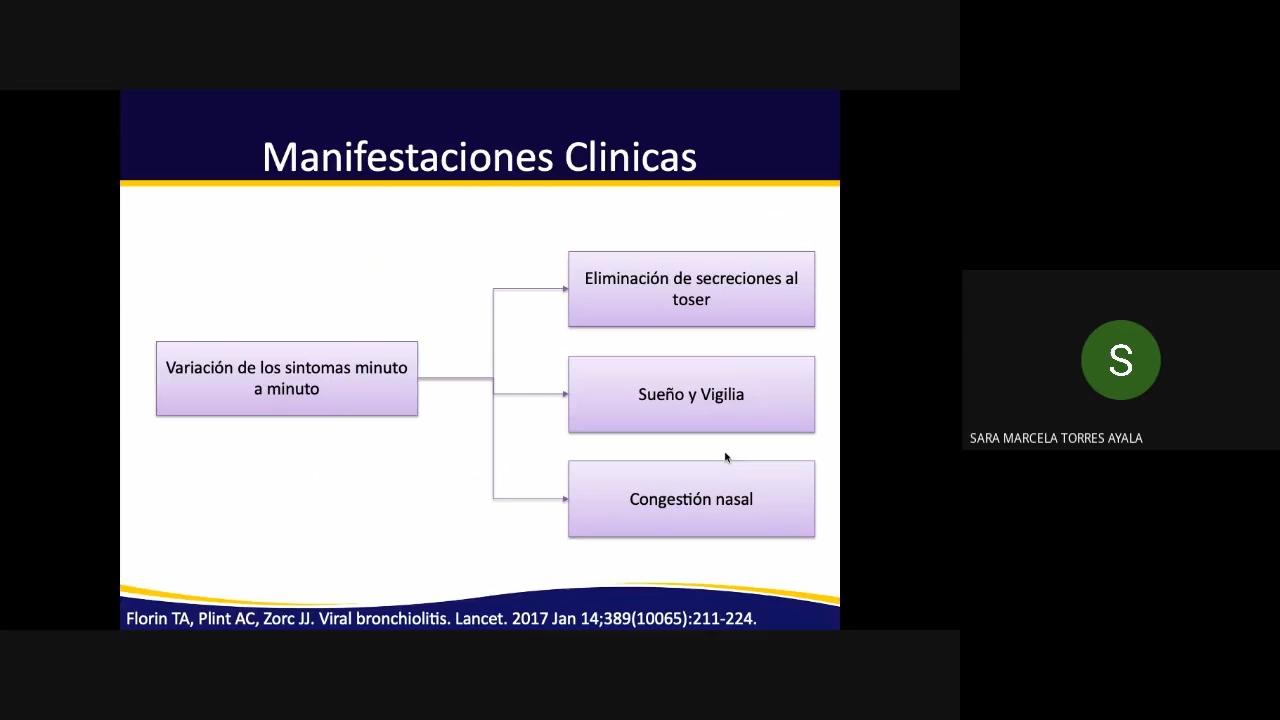 Manifestaciones Clinicas
Variación de los sintomas minuto
a minuto
Eliminación de secreciones al
toser
Sueño y Vigilia
Congestión nasal
Florin TA, Plint AC, Zorc JJ. Viral bronchiolitis. Lancet. 2017 Jan 14;389(10065):211-224.
S
SARA MARCELA TORRES AYALA